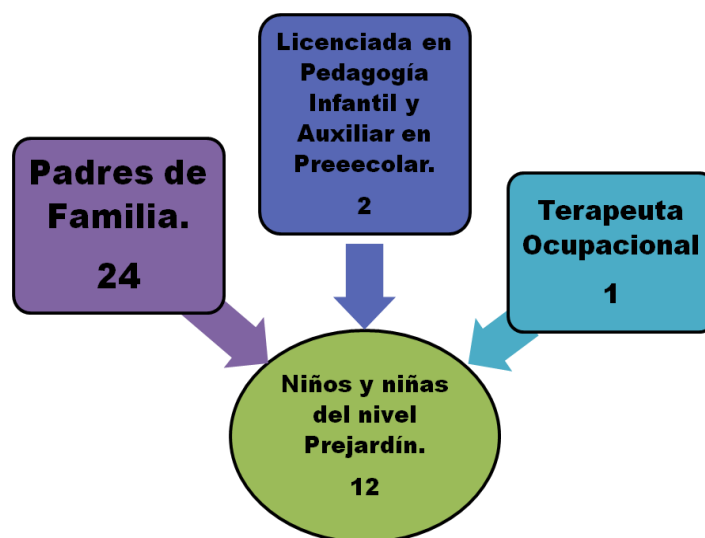 Licenciada en
Pedagogía
Infantil y
Auxiliar en
Preeecolar.
2
Padres de
Familia.
24
Terapeuta
Ocupacional
1
Niños y niñas
del nivel
Prejardín.
12